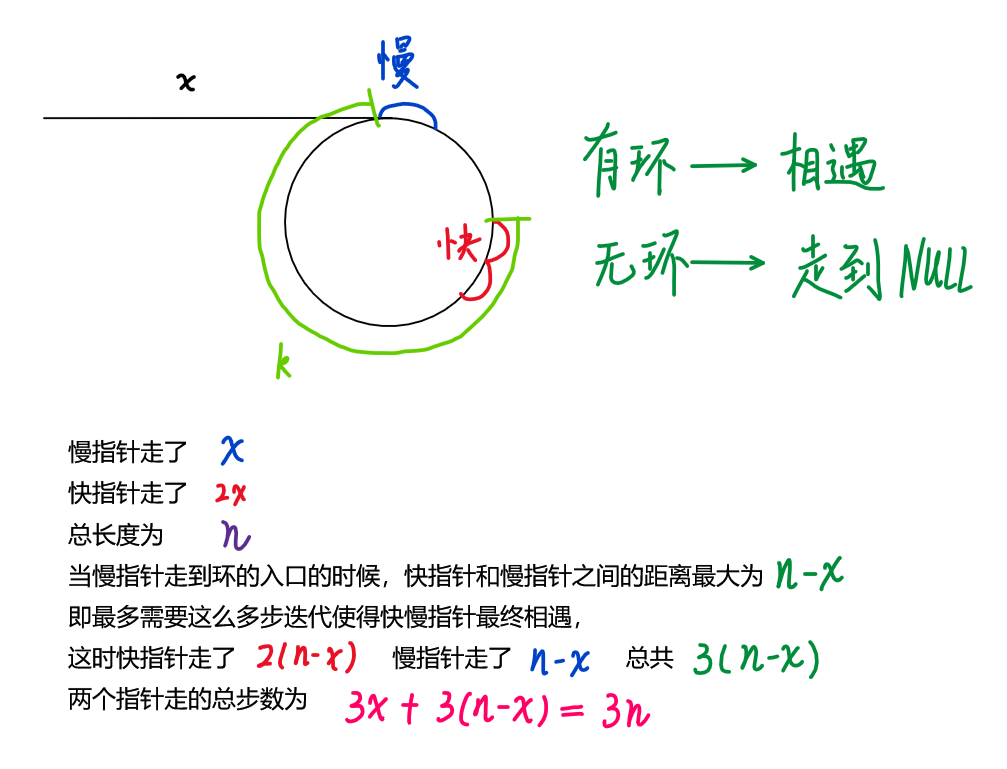 慢
x
有环 → 相遇
快
无环 → 走到 NULL
k
慢指针走了 x
快指针走了 2x
总长度为 n
当慢指针走到环的入口的时候，快指针和慢指针之间的距离最大为 n-x
即最多需要这么多步迭代使得快慢指针最终相遇，
这时快指针走了 2(n-x) 慢指针走了 n-x 总共 3(n-x)
两个指针走的总步数为 3x + 3(n-x) = 3n